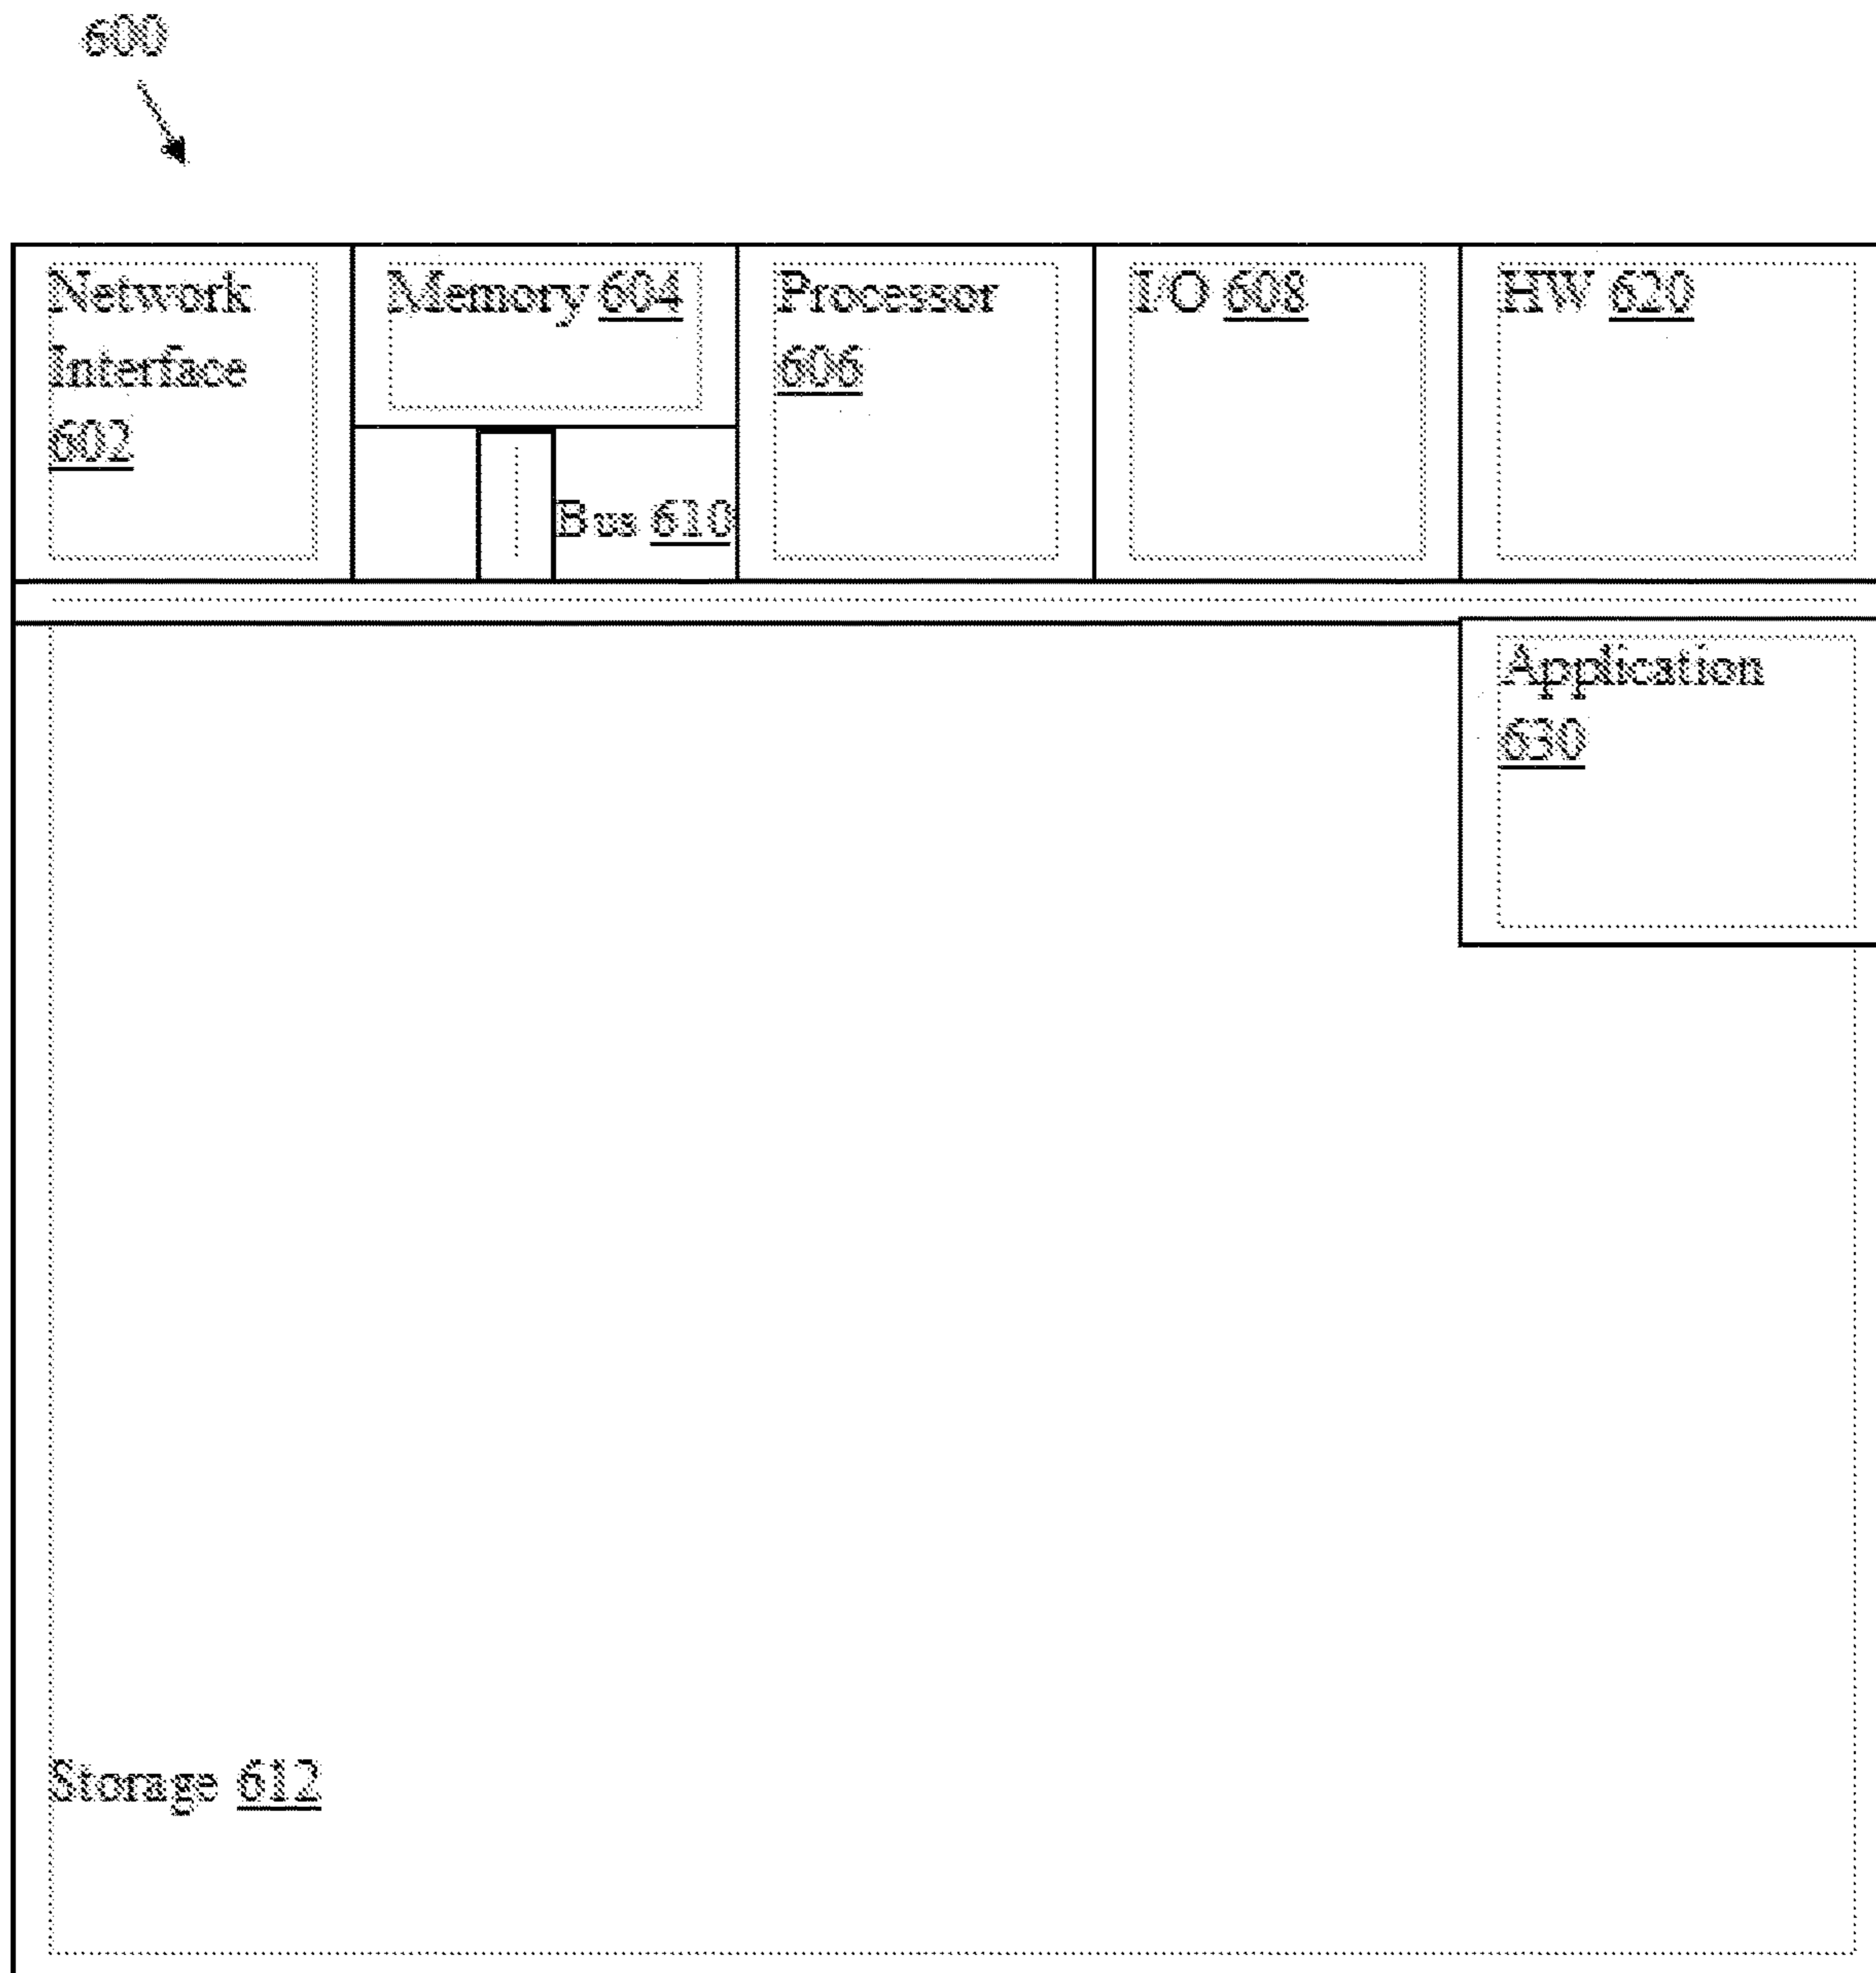 600
Network
Interface
602
Memory 604
Processor
606
I/O 608
HW 620
Bus 610
Application
630
Storage 612